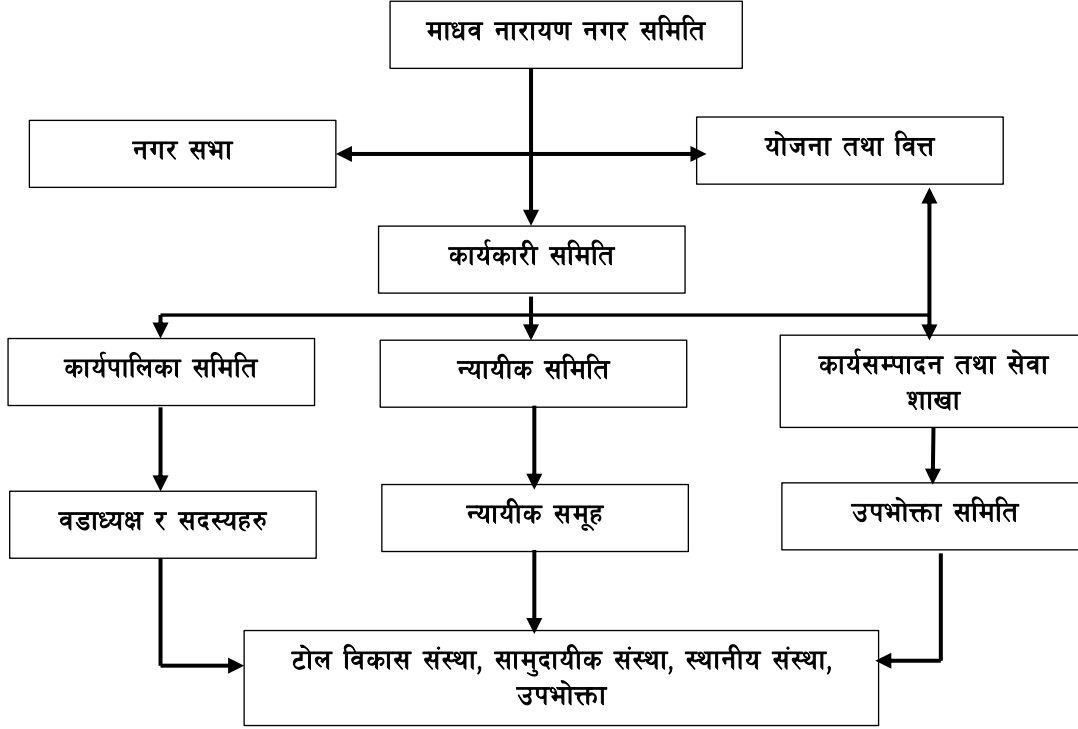 माधव नारायण नगर समिति
नगर सभा
योजना तथा वित्त
कार्यकारी समिति
कार्यपालिका समिति
न्यायीक समिति
कार्यसम्पादन तथा सेवा
शाखा
वडाध्यक्ष र सदस्यहरु
न्यायीक समूह
उपभोक्ता समिति
टोल विकास संस्था, सामुदायीक संस्था, स्थानीय संस्था,
उपभोक्ता